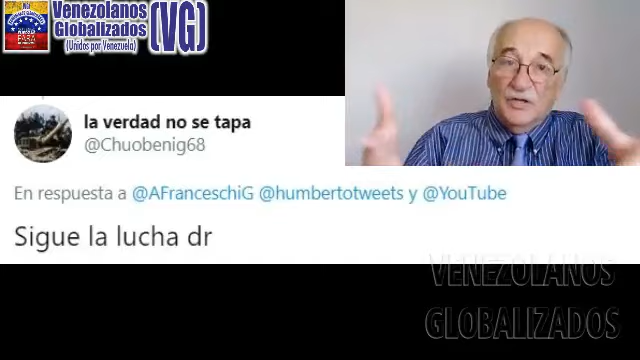 Venezolanos
Globalizados
(Unidos por Venezuela)
(VG)
la verdad no se tapa
@Chuobenig68
En respuesta a @AFranceschiG @humbertotweets y @YouTube
Sigue la lucha dr
VENEZOLANOS
GLOBALIZADOS